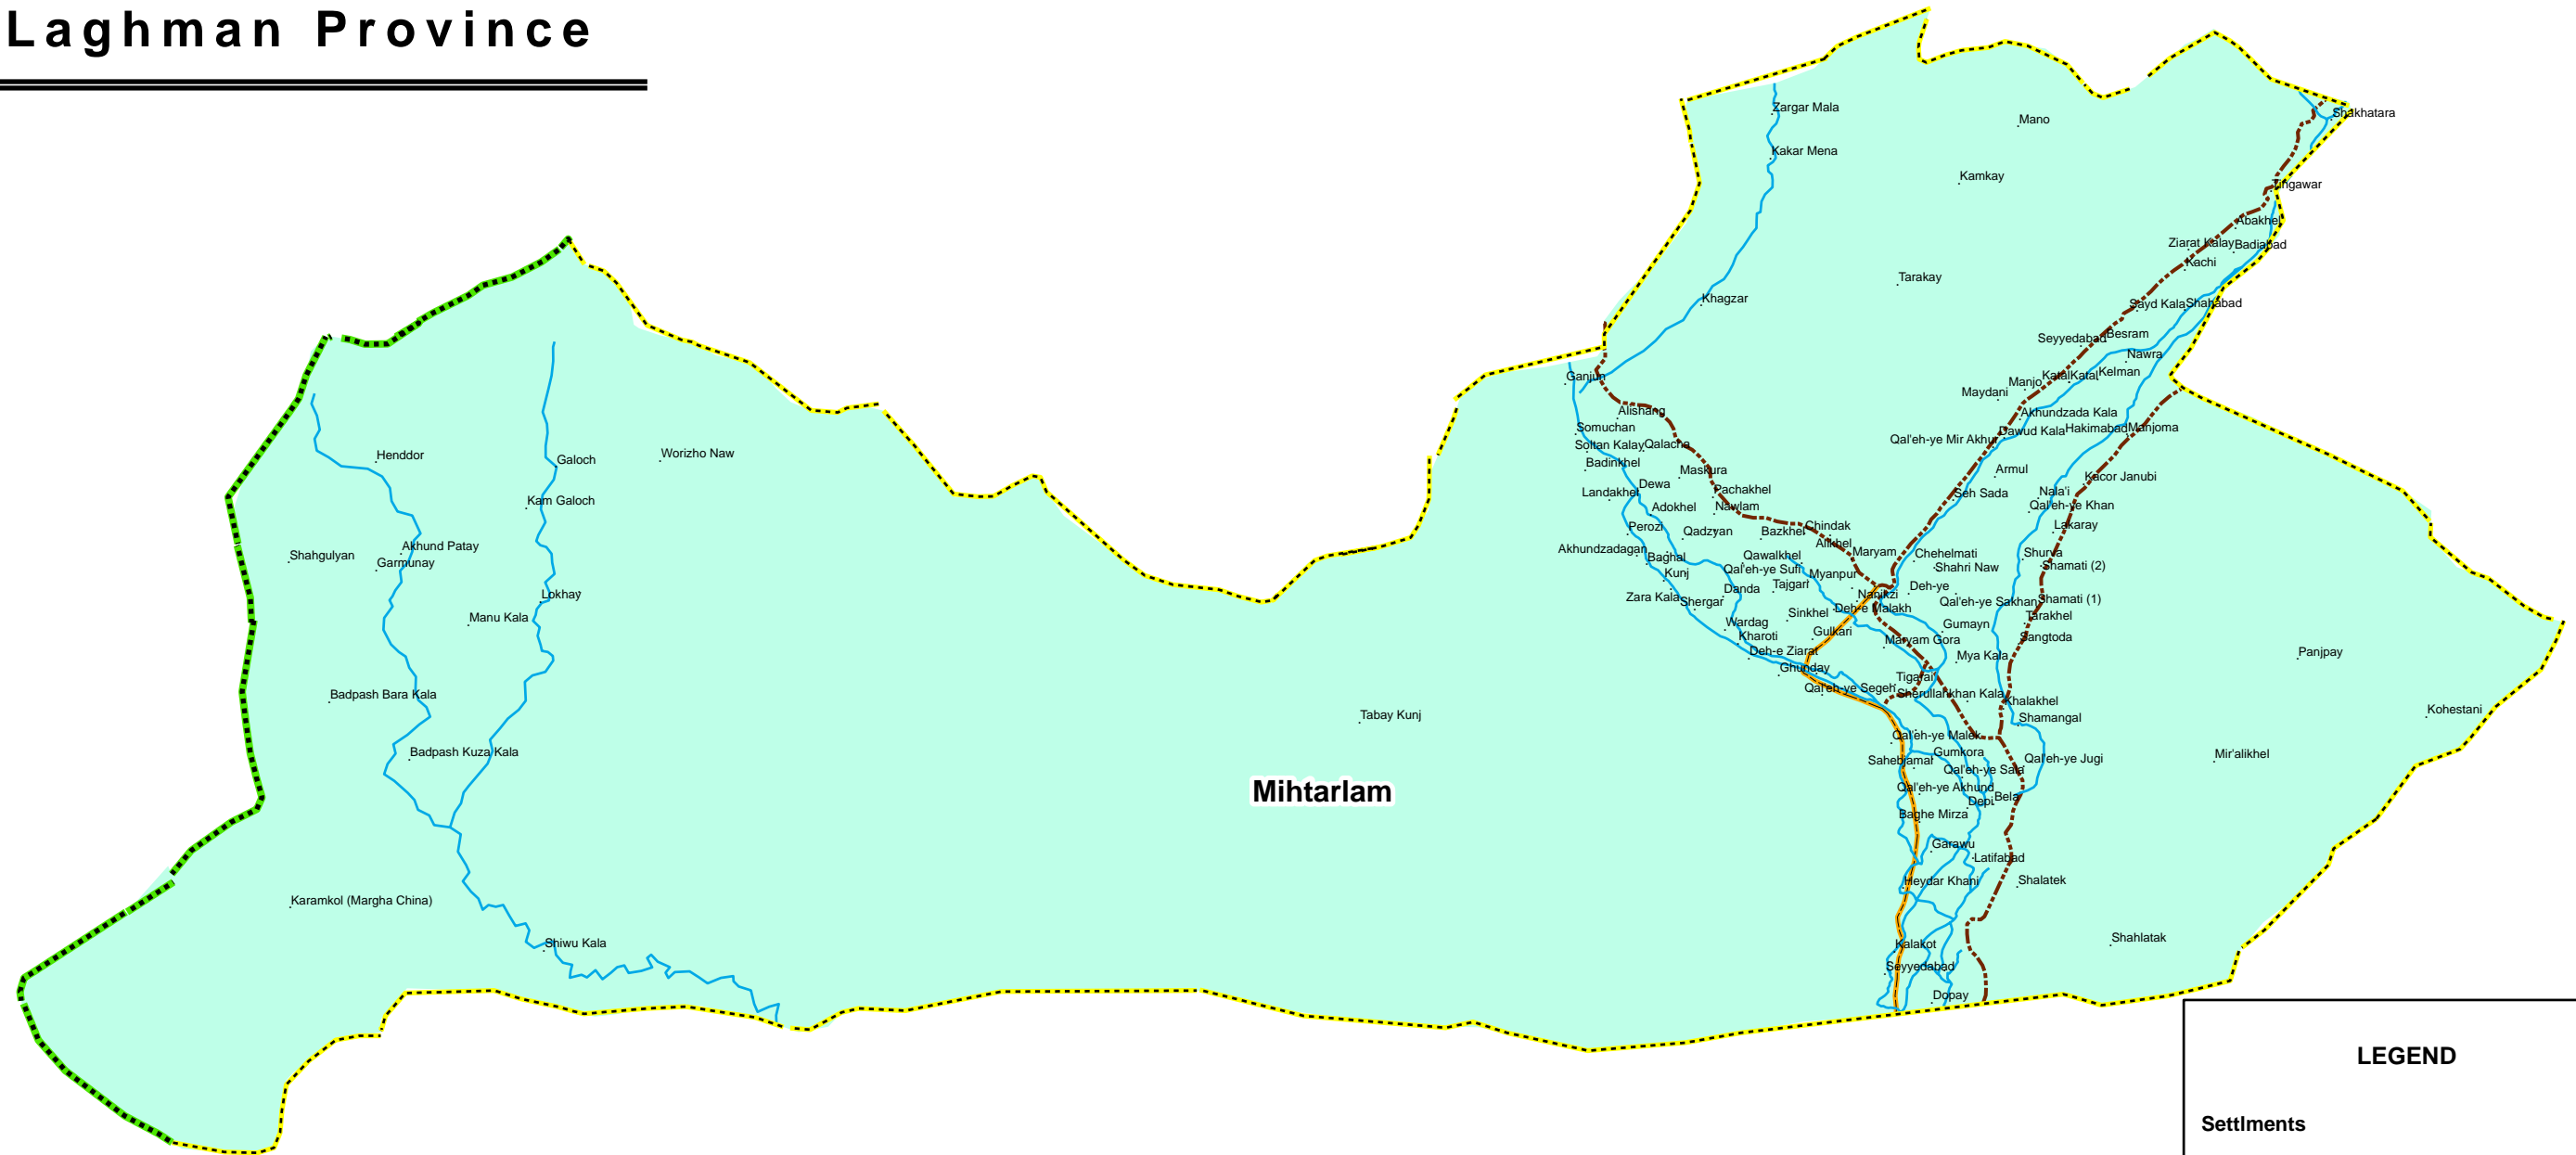 Laghman Province
Zargar Mala
Mano
Shakhatara
Kakar Mena
Kamkay
Tingawar
Abakhel
Ziarat Kalay
Badiabad
Kachi
Tarakay
Khagzar
Sayd Kala
Shahabad
Seyyedabad
Besram
Nawra
Ganjun
Manjo
Katal
Katal
Kelman
Maydani
Alishang
Akhundzada Kala
Somuchan
Dawud Kala
Hakimabad
Manjoma
Qal'eh-ye Mir Akhur
Soltan Kalay
Qalacha
Henddor
Galoch
Worizho Naw
Badinkhel
Maskura
Armul
Kacor Janubi
Landakhel
Dewa
Pachakhel
Seh Sada
Nala'i
Kam Galoch
Adokhel
Nawlam
Qal'eh-ye Khan
Perozi
Qadzyan
Bazkhel
Chindak
Lakaray
Alikhel
Akhund Patay
Shahgulyan
Garmunay
Akhundzadagan
Baghal
Qawalkhel
Maryam
Chehelmati
Shurva
Kunj
Qal'eh-ye Sufi
Myanpur
Shahri Naw
Shamati (2)
Lokhay
Zara Kala
Shergar
Danda
Tajgari
Nanikzi
Deh-ye
Qal'eh-ye Sakhan
Shamati (1)
Manu Kala
Sinkhel
Deh-e Malakh
Tarakhel
Wardag
Gulkari
Gumayn
Kharoti
Maryam Gora
Sangtoda
Deh-e Ziarat
Mya Kala
Panjpay
Ghunday
Tigarai
Badpash Bara Kala
Qal'eh-ye Segeh
Sherullahkhan Kala
Khalakhel
Tabay Kunj
Shamangal
Kohestani
Qal'eh-ye Malek
Badpash Kuza Kala
Gumkora
Mir'alikhel
Sahebjamal
Qal'eh-ye Sala
Qal'eh-ye Jugi
Mihtarlam
Qal'eh-ye Akhund
Depi
Bela
Baghe Mirza
Garawu
Latifabad
Heydar Khani
Shalatek
Karamkol (Margha China)
Shiwu Kala
Kalakot
Shahlatak
Seyyedabad
Dopay
LEGEND
Settlments